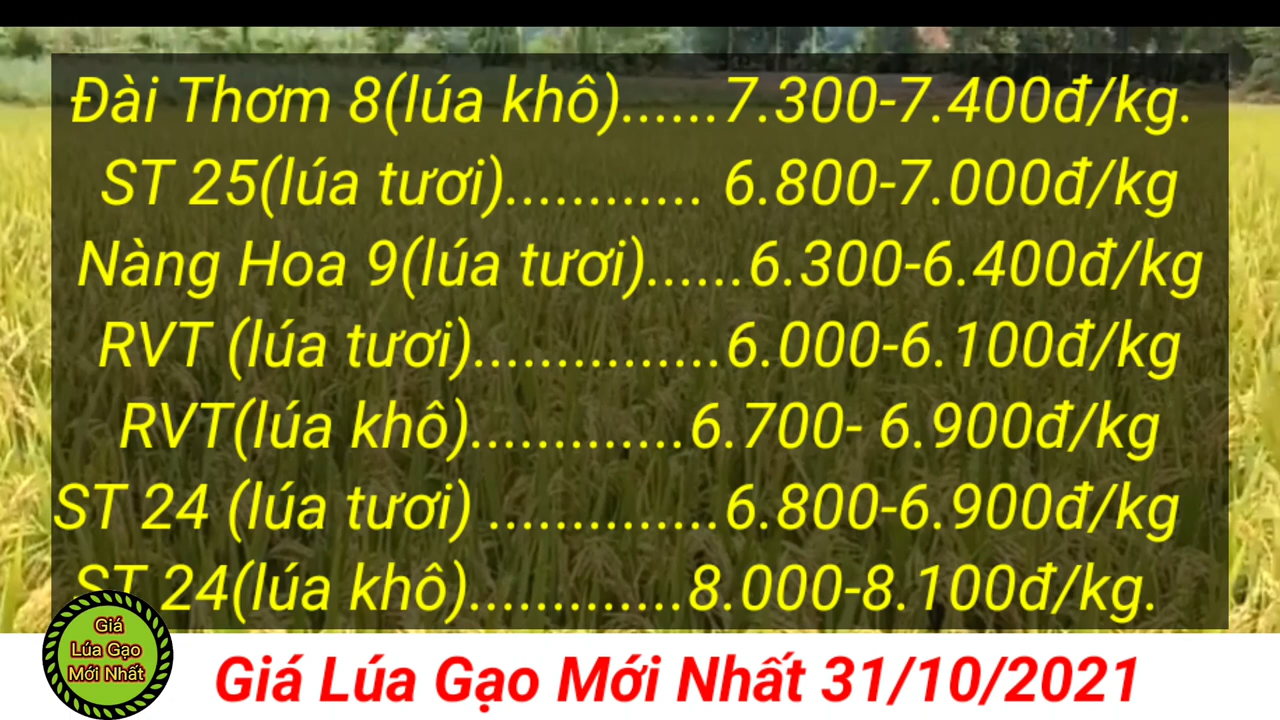 Đài Thơm 8(lúa khô)......7.300-7.400đ/kg.
ST 25(lúa tươi)............ 6.800-7.000đ/kg
Nàng Hoa 9(lúa tươi)......6.300-6.400đ/kg
RVT (lúa tươi)...............6.000-6.100đ/kg
RVT(lúa khô).............6.700- 6.900đ/kg
ST 24 (lúa tươi) ..............6.800-6.900đ/kg
ST 24(lúa khô).............8.000-8.100đ/kg.
Giá
Lúa Gạo
Mới Nhất
Giá Lúa Gạo Mới Nhất 31/10/2021